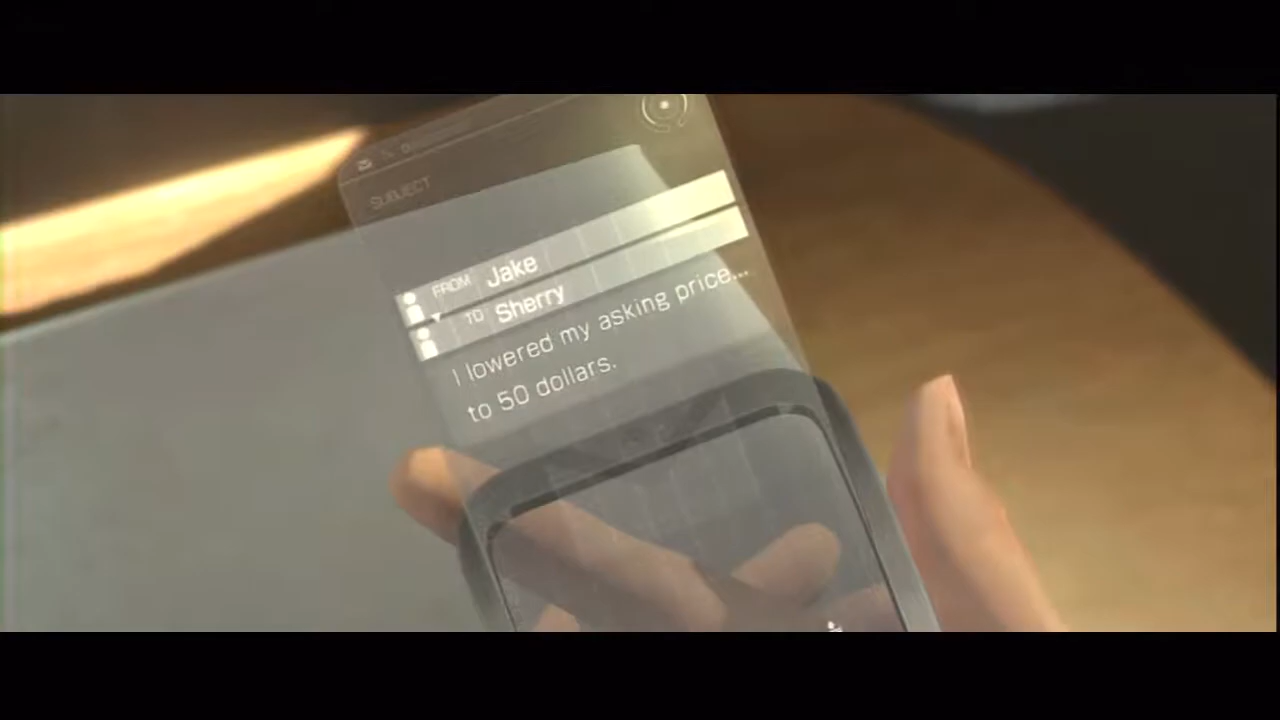 SUBJECT
FROM Jake
TO Sherry
I lowered my asking price...
to 50 dollars.